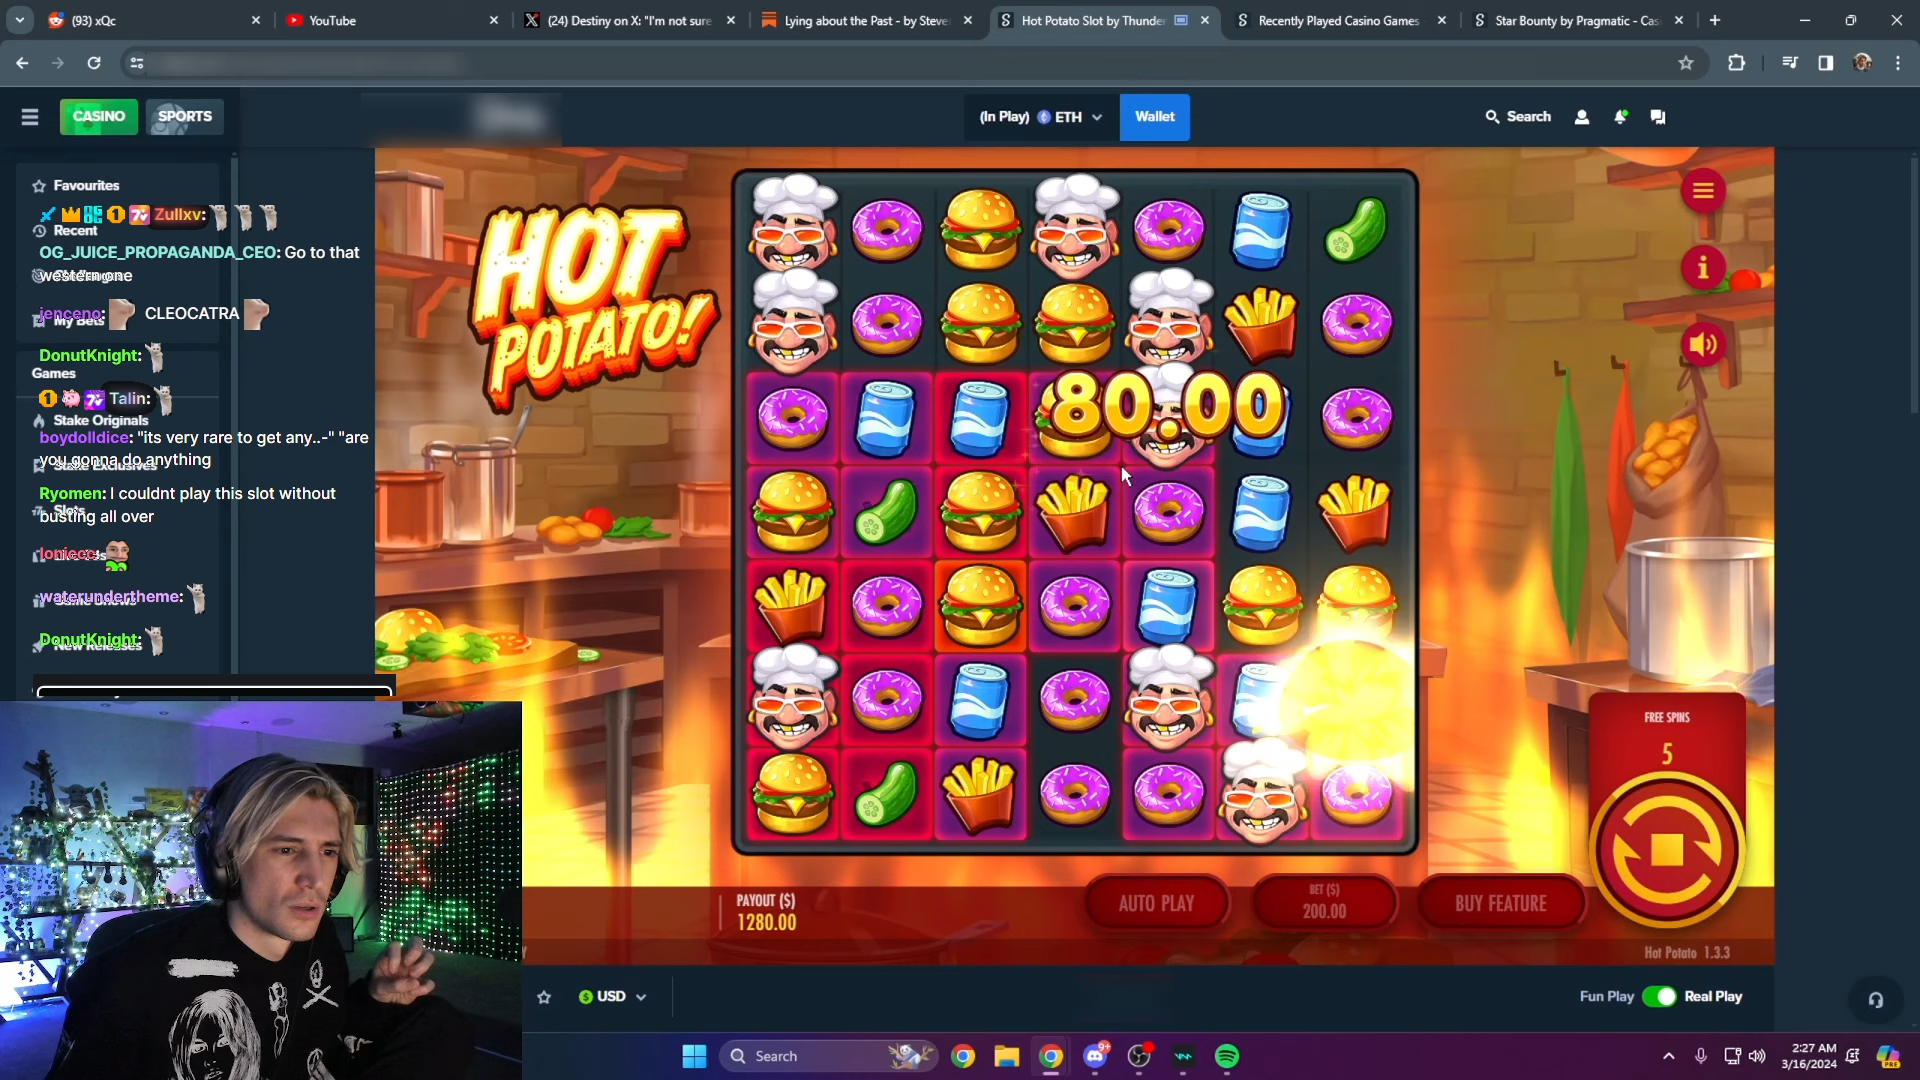 (93) xQc
YouTube
(24) Destiny on X: "I'm not sure
Lying about the Past - by Steve
Hot Potato Slot by Thunder
Recently Played Casino Games
Star Bounty by Pragmatic - Cas
CASINO
SPORTS
(In Play) ETH
Wallet
Search
Favourites
Zullxv:
Recent
OG_JUICE_PROPAGANDA_CEO: Go to that
western one
jenceno: CLEOCATRA
My Bets
DonutKnight:
Games
Talin:
Stake Originals
boydolldice: "its very rare to get any..-" "are
you gonna do anything
Stake Exclusives
Ryomen: I couldnt play this slot without
Slots
busting all over
waterundertheme:
DonutKnight:
New Releases
HOT
POTATO!
80.00
FREE SPINS
5
PAYOUT ($)
1280.00
AUTO PLAY
BET ($)
200.00
BUY FEATURE
Hot Potato 1.3.3
USD
Fun Play
Real Play
Search
9+
2:27 AM
3/16/2024
PRE